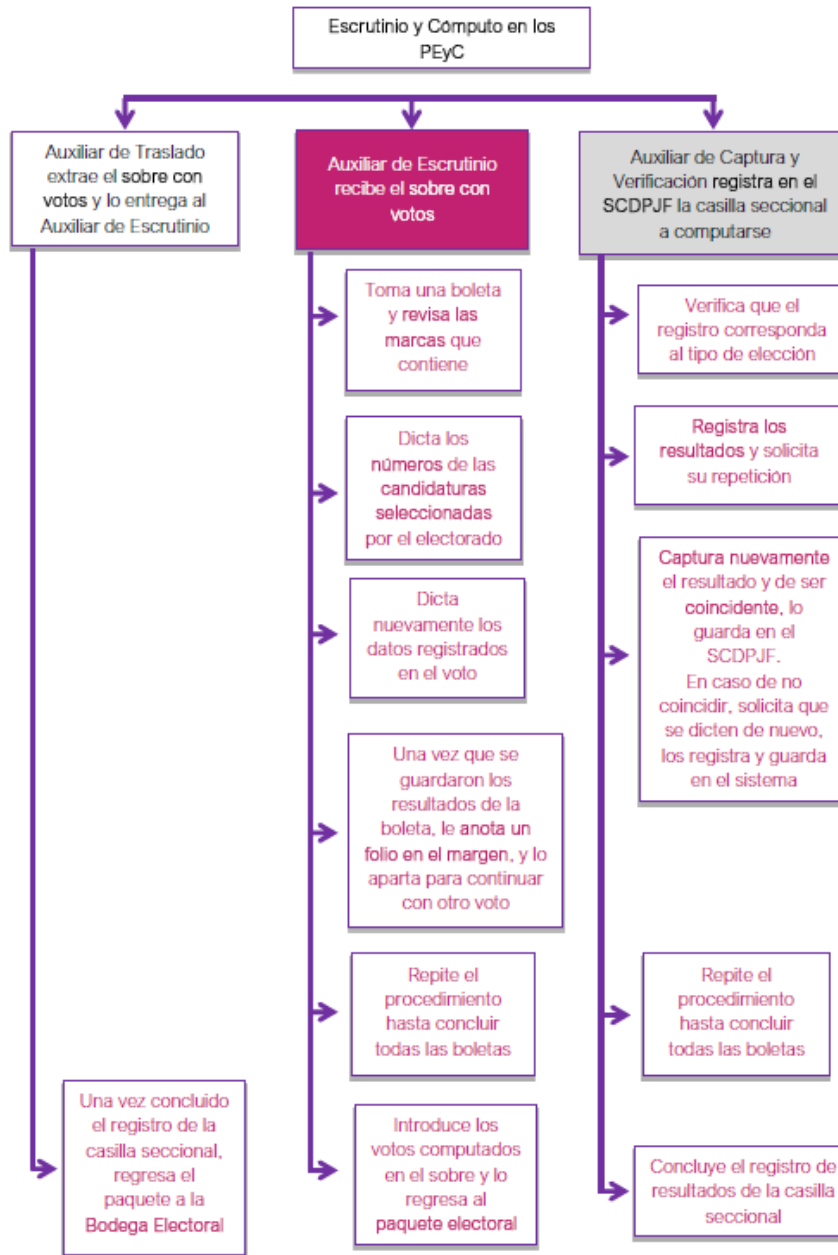 Escrutinio y Cómputo en los
PEyC
Auxiliar de Traslado
extrae el sobre con
votos y lo entrega al
Auxiliar de Escrutinio
Una vez concluido
el registro de la
casilla seccional,
regresa el
paquete a la
Bodega Electoral
Auxiliar de Escrutinio
recibe el sobre con
votos
Toma una boleta
y revisa las
marcas que
contiene
Dicta los
números de las
candidaturas
seleccionadas
por el electorado
Dicta
nuevamente los
datos registrados
en el voto
Una vez que se
guardaron los
resultados de la
boleta, le anota un
folio en el margen, y lo
aparta para continuar
con otro voto
Repite el
procedimiento
hasta concluir
todas las boletas
Introduce los
votos computados
en el sobre y lo
regresa al
paquete electoral
Auxiliar de Captura y
Verificación registra en el
SCDPJF la casilla seccional
a computarse
Verifica que el
registro corresponda
al tipo de elección
Registra los
resultados y solicita
su repetición
Captura nuevamente
el resultado y de ser
coincidente, lo
guarda en el
SCDPJF.
En caso de no
coincidir, solicita que
se dicten de nuevo,
los registra y guarda
en el sistema
Repite el
procedimiento
hasta concluir
todas las boletas
Concluye el registro de
resultados de la casilla
seccional